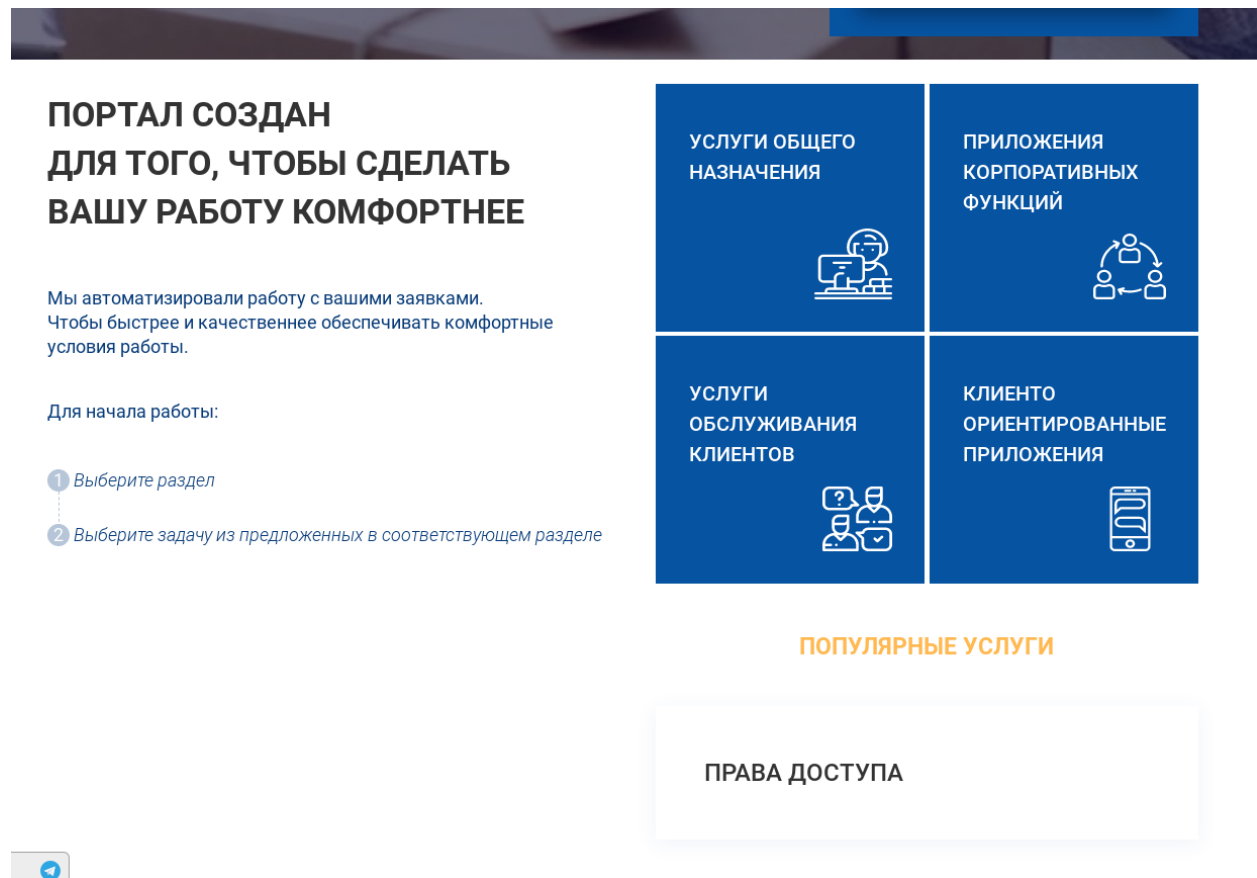 ПОРТАЛ СОЗДАН
ДЛЯ ТОГО, ЧТОБЫ СДЕЛАТЬ
ВАШУ РАБОТУ КОМФОРТНЕЕ
Мы автоматизировали работу с вашими заявками.
Чтобы быстрее и качественнее обеспечивать комфортные
условия работы.
Для начала работы:
1 Выберите раздел
2 Выберите задачу из предложенных в соответствующем разделе
УСЛУГИ ОБЩЕГО
НАЗНАЧЕНИЯ
ПРИЛОЖЕНИЯ
КОРПОРАТИВНЫХ
ФУНКЦИЙ
УСЛУГИ
ОБСЛУЖИВАНИЯ
КЛИЕНТОВ
КЛИЕНТО
ОРИЕНТИРОВАННЫЕ
ПРИЛОЖЕНИЯ
ПОПУЛЯРНЫЕ УСЛУГИ
ПРАВА ДОСТУПА